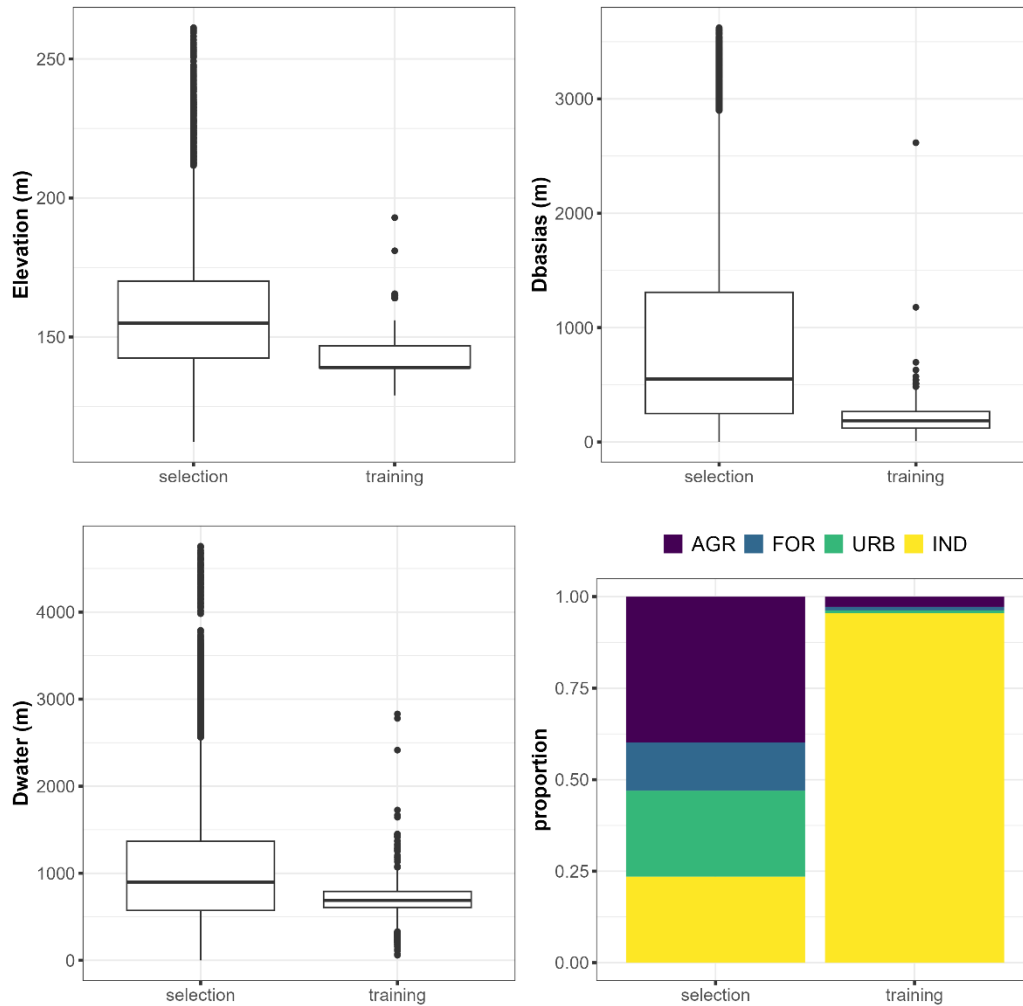 Elevation (m)
250
200
150
selection training
Dbasias (m)
3000
2000
1000
0
selection training
Dwater (m)
4000
3000
2000
1000
0
selection training
AGR FOR URB IND
proportion
1.00
0.75
0.50
0.25
0.00
selection training